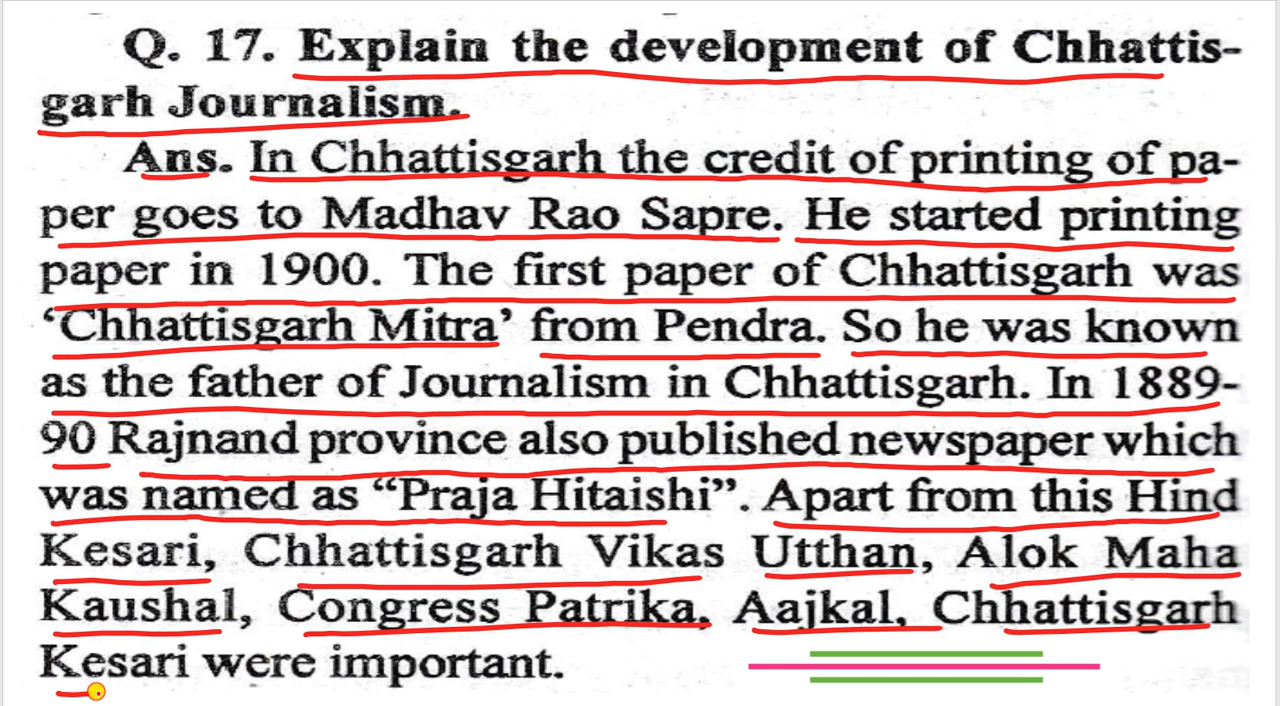 Q. 17. Explain the development of Chhattis-
garh Journalism.
Ans. In Chhattisgarh the credit of printing of pa-
per goes to Madhav Rao Sapre. He started printing
paper in 1900. The first paper of Chhattisgarh was
‘Chhattisgarh Mitra’ from Pendra. So he was known
as the father of Journalism in Chhattisgarh. In 1889-
90 Rajnand province also published newspaper which
was named as “Praja Hitaishi”. Apart from this Hind
Kesari, Chhattisgarh Vikas Utthan, Alok Maha
Kaushal, Congress Patrika, Aajkal, Chhattisgarh
Kesari were important.